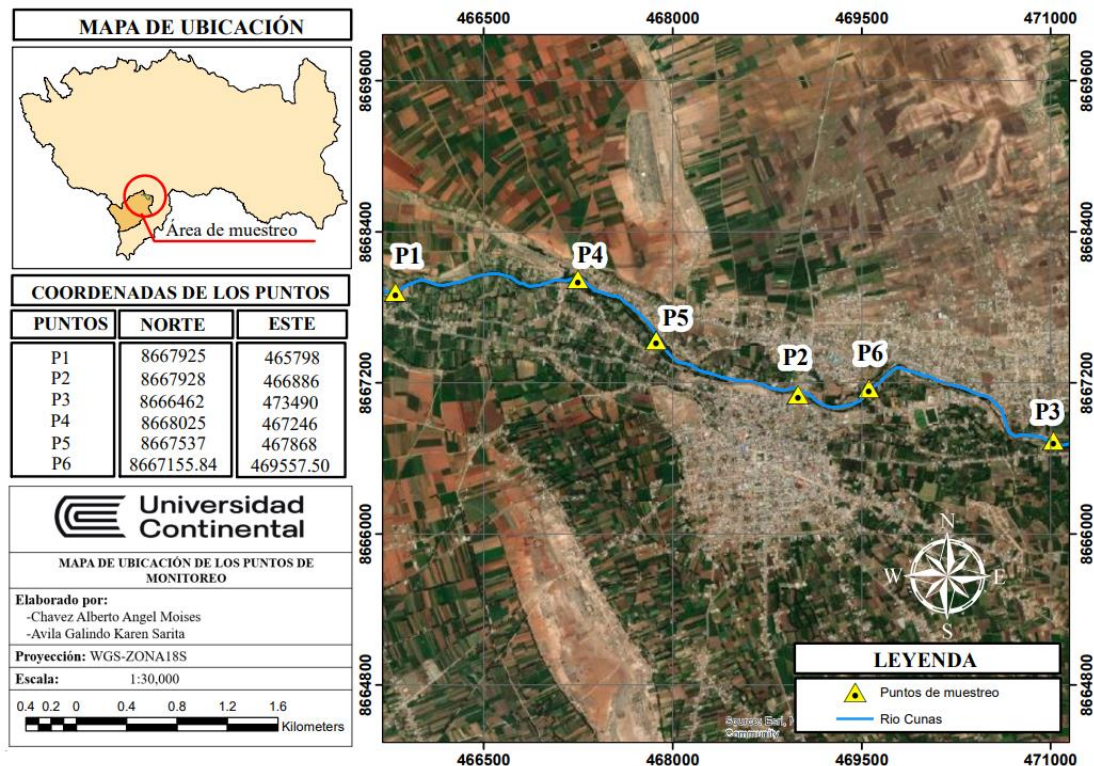 MAPA DE UBICACIÓN
Área de muestreo
COORDENADAS DE LOS PUNTOS
PUNTOS NORTE ESTE
P1 8667925 465798
P2 8667928 466886
P3 8666462 473490
P4 8668025 467246
P5 8667537 467868
P6 8667155.84 469557.50
Universidad
Continental
MAPA DE UBICACIÓN DE LOS PUNTOS DE
MONITOREO
Elaborado por:
-Chavez Alberto Angel Moises
-Avila Galindo Karen Sarita
Proyección: WGS-ZONA18S
Escala: 1:30,000
0.4 0.2 0 0.4 0.8 1.2 1.6
Kilometers
466500 468000 469500 471000
8669600
8668400
8667200
8666000
8664800
P1
P4
P5
P2
P6
P3
N
W E
S
LEYENDA
Puntos de muestreo
Rio Cunas
Source: Esri,
Community
466500 468000 469500 471000